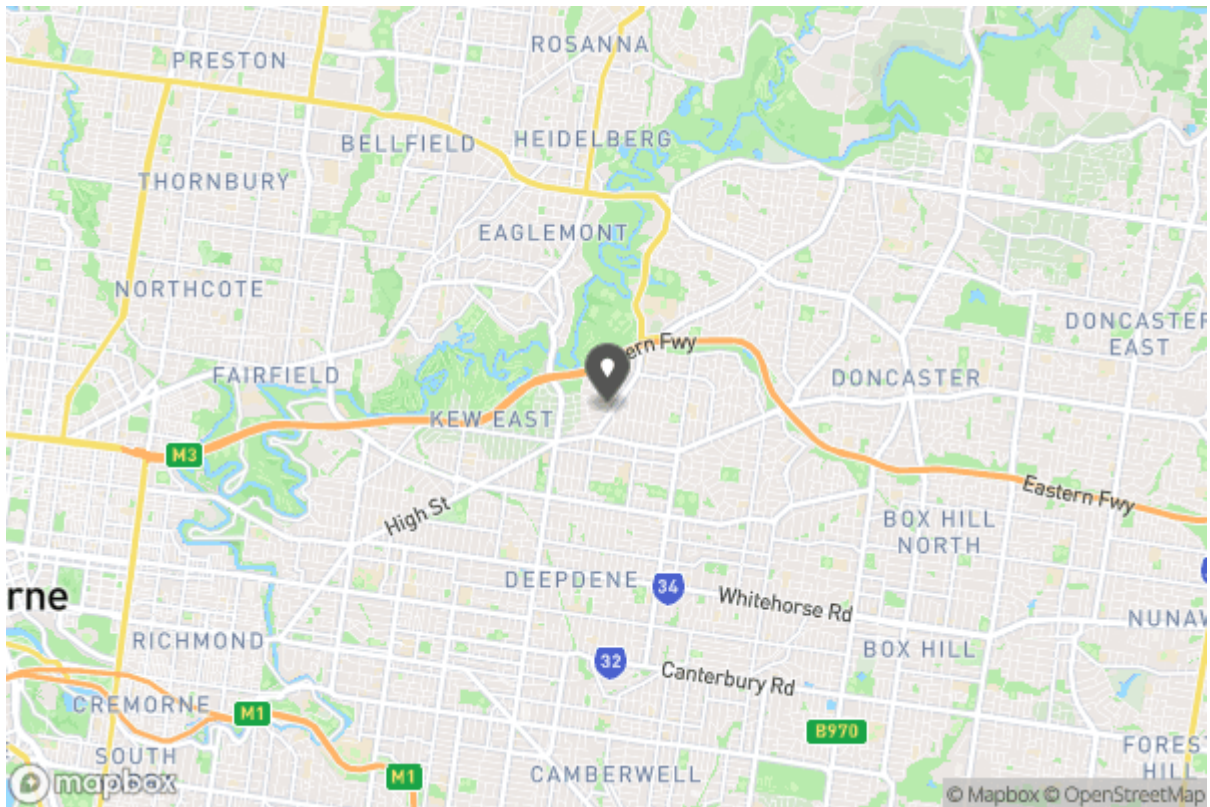 ROSANNA
PRESTON
HEIDELBERG
BELLFIELD
THORNBURY
EAGLEMONT
NORTHCOTE
DONCASTER
EAST
ern Fwy
FAIRFIELD
DONCASTER
KEW EAST
M3
Eastern Fwy
High St
BOX HILL
NORTH
DEEPDENE
34
rne
Whitehorse Rd
NUNAW
RICHMOND
BOX HILL
32
Canterbury Rd
CREMORNE
M1
B970
SOUTH
FOREST
HILL
M1
CAMBERWELL
mapbox
© Mapbox © OpenStreetMap